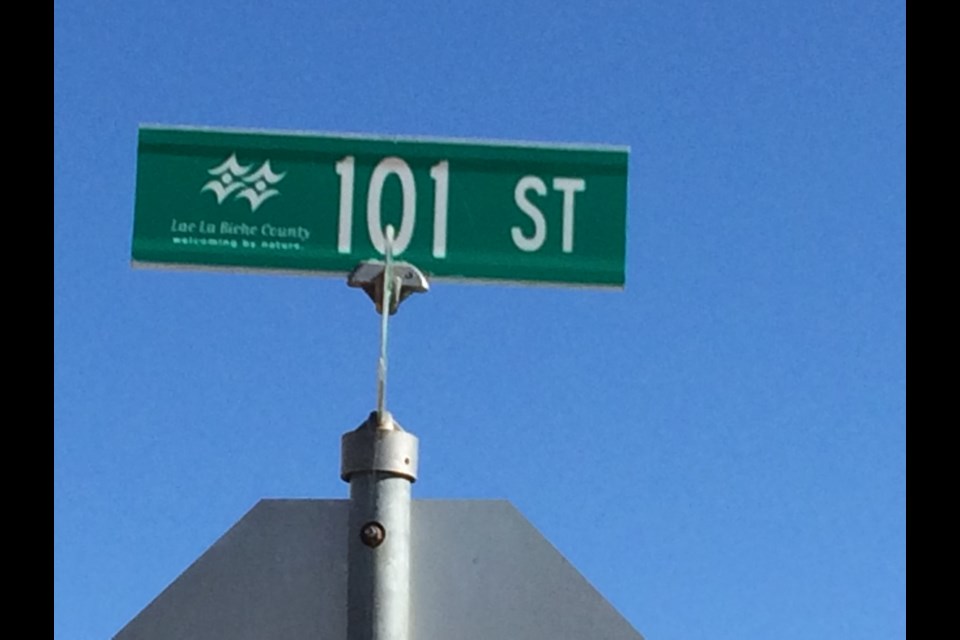 101 ST
Lac La Biche County
welcoming by nature.